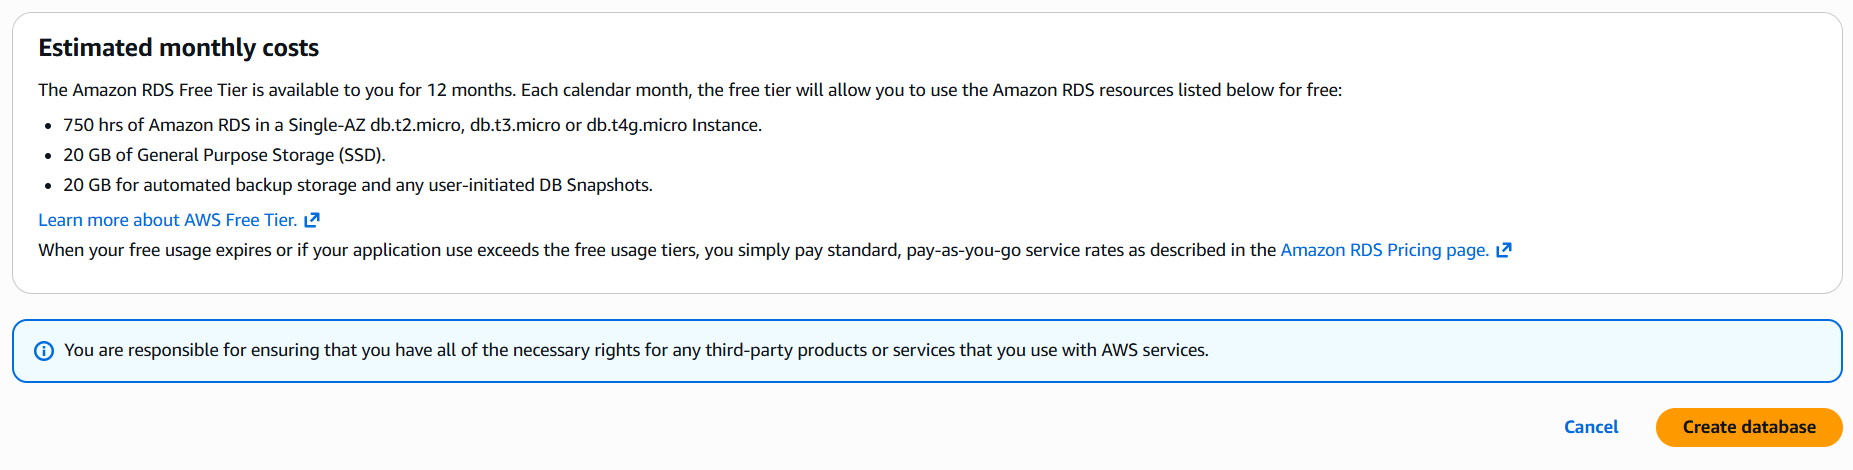 Estimated monthly costs
The Amazon RDS Free Tier is available to you for 12 months. Each calendar month, the free tier will allow you to use the Amazon RDS resources listed below for free:
• 750 hrs of Amazon RDS in a Single-AZ db.t2.micro, db.t3.micro or db.t4g.micro Instance.
• 20 GB of General Purpose Storage (SSD).
• 20 GB for automated backup storage and any user-initiated DB Snapshots.
Learn more about AWS Free Tier.
When your free usage expires or if your application use exceeds the free usage tiers, you simply pay standard, pay-as-you-go service rates as described in the Amazon RDS Pricing page.
You are responsible for ensuring that you have all of the necessary rights for any third-party products or services that you use with AWS services.
Cancel Create database